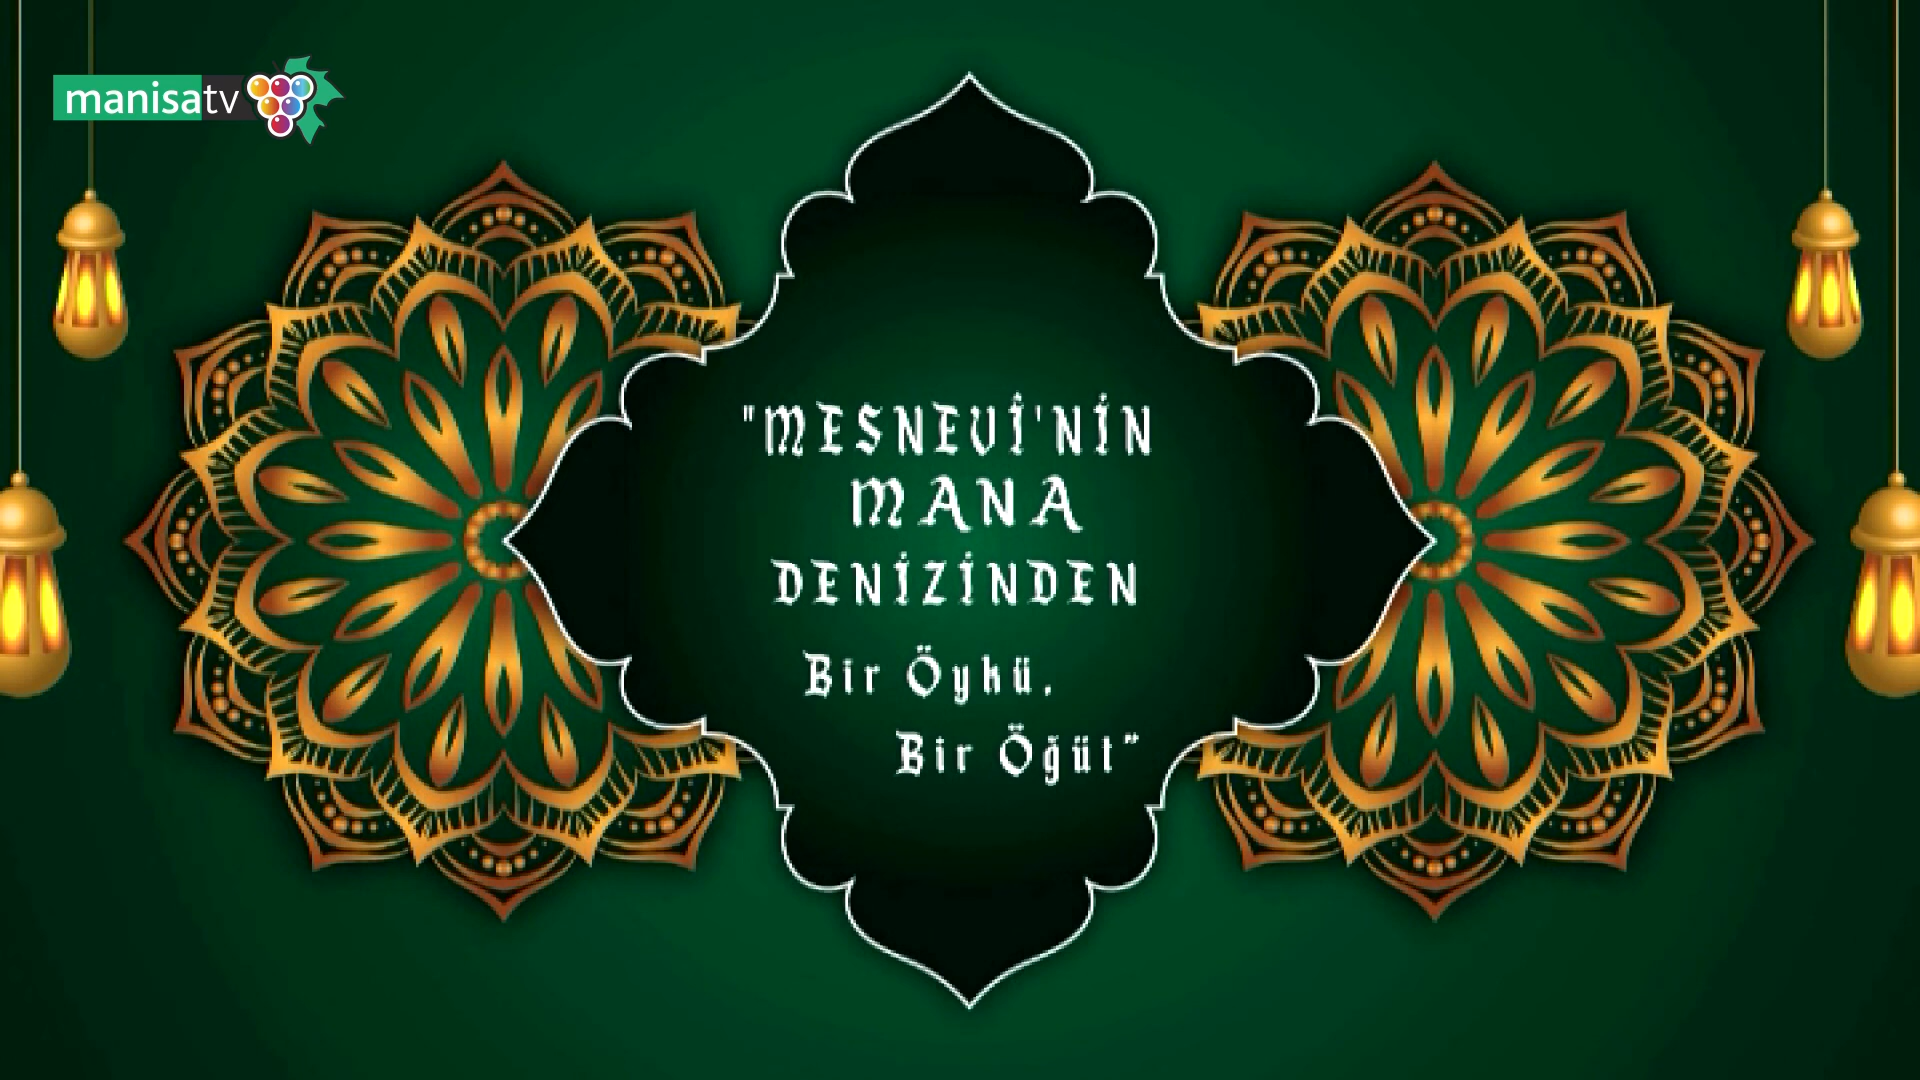 manisatv
"MESNEVİ'NİN
MANA
DENİZİNDEN
Bir Öykü,
Bir Öğüt"